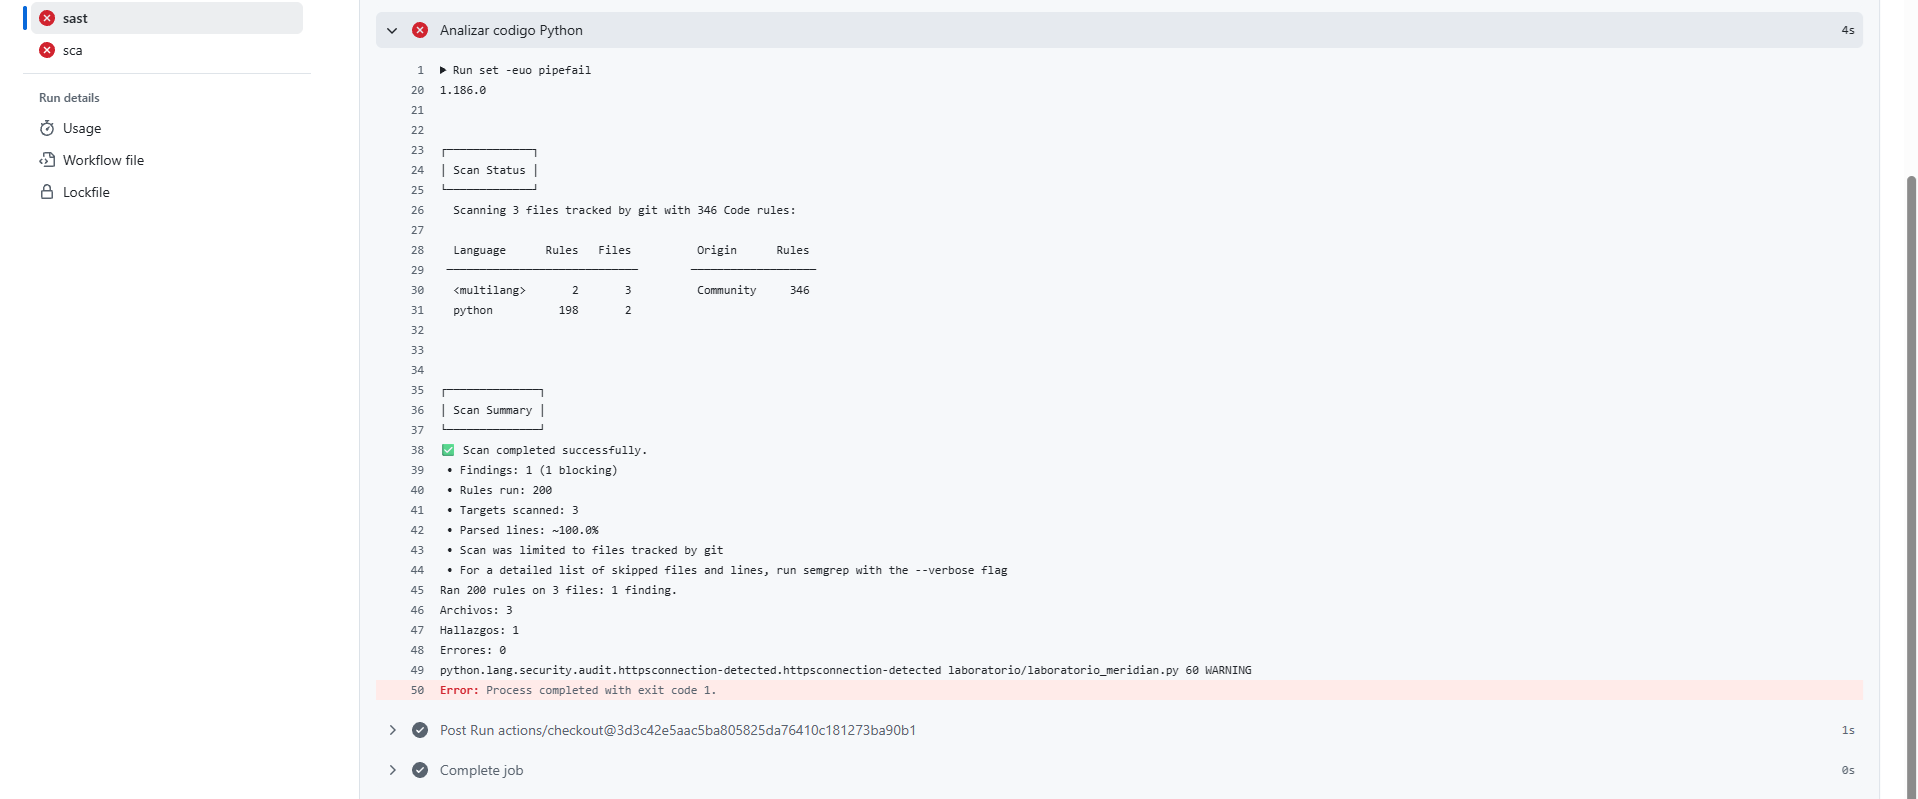 sast
sca
Run details
Usage
Workflow file
Lockfile
Analizar codigo Python 4s
1 Run set -euo pipefail
20 1.186.0
21
22
23
24 │ Scan Status │
25
26 Scanning 3 files tracked by git with 346 Code rules:
27
28 Language Rules Files Origin Rules
29
30 <multilang> 2 3 Community 346
31 python 198 2
32
33
34
35
36 │ Scan Summary │
37
38 ✅ Scan completed successfully.
39 • Findings: 1 (1 blocking)
40 • Rules run: 200
41 • Targets scanned: 3
42 • Parsed lines: ~100.0%
43 • Scan was limited to files tracked by git
44 • For a detailed list of skipped files and lines, run semgrep with the --verbose flag
45 Ran 200 rules on 3 files: 1 finding.
46 Archivos: 3
47 Hallazgos: 1
48 Errores: 0
49 python.lang.security.audit.httpsconnection-detected.httpsconnection-detected laboratorio/laboratorio_meridian.py 60 WARNING
50 Error: Process completed with exit code 1.
Post Run actions/checkout@3d3c42e5aac5ba805825da76410c181273ba90b1 1s
Complete job 0s